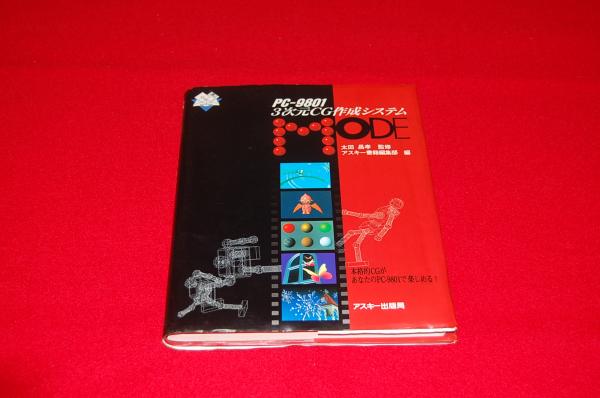 PC-9801
3次元CG作成システム
MODE
太田 昌孝 監修
アスキー書籍編集部 編
本格的CGが
あなたのPC-9801で楽しめる！
アスキー出版局